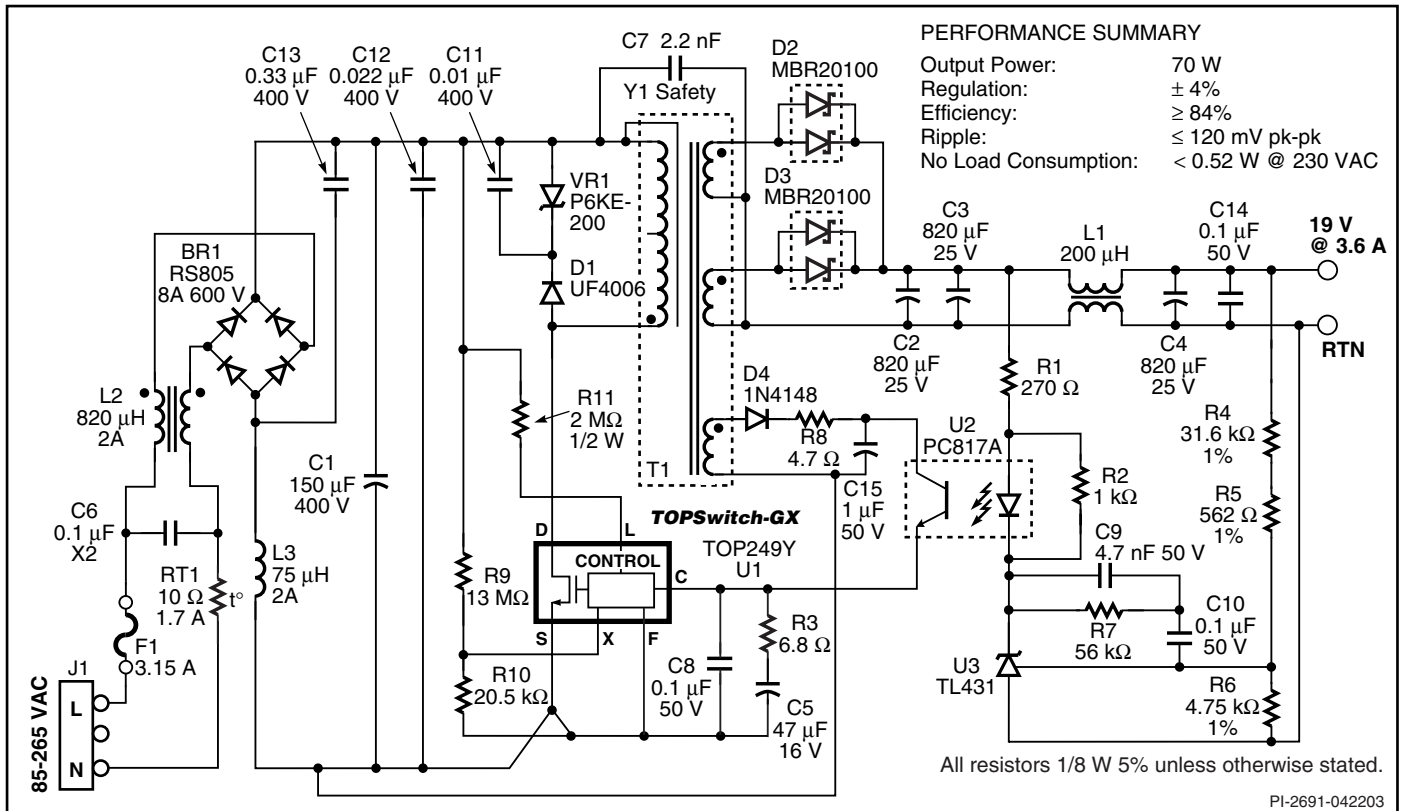 C13
0.33 µF
400 V
C12
0.022 µF
400 V
C11
0.01 µF
400 V
C7 2.2 nF
Y1 Safety
D2
MBR20100
PERFORMANCE SUMMARY
Output Power: 70 W
Regulation: ± 4%
Efficiency: ≥ 84%
Ripple: ≤ 120 mV pk-pk
No Load Consumption: < 0.52 W @ 230 VAC
VR1
P6KE-
200
D3
MBR20100
BR1
RS805
8A 600 V
D1
UF4006
C3
820 µF
25 V
L1
200 µH
C14
0.1 µF
50 V
19 V
@ 3.6 A
RTN
C2
820 µF
25 V
C4
820 µF
25 V
L2
820 µH
2A
R11
2 MΩ
1/2 W
D4
1N4148
R8
4.7 Ω
R1
270 Ω
U2
PC817A
R4
31.6 kΩ
1%
C1
150 µF
400 V
T1
C15
1 µF
50 V
R2
1 kΩ
R5
562 Ω
1%
C6
0.1 µF
X2
TOPSwitch-GX
TOP249Y
U1
D
L
CONTROL
C
S
X
F
C9
4.7 nF 50 V
L3
75 µH
2A
RT1
10 Ω
1.7 A
t°
R9
13 MΩ
R3
6.8 Ω
R7
56 kΩ
C10
0.1 µF
50 V
F1
3.15 A
J1
L
N
85-265 VAC
R10
20.5 kΩ
C8
0.1 µF
50 V
C5
47 µF
16 V
U3
TL431
R6
4.75 kΩ
1%
All resistors 1/8 W 5% unless otherwise stated.
PI-2691-042203